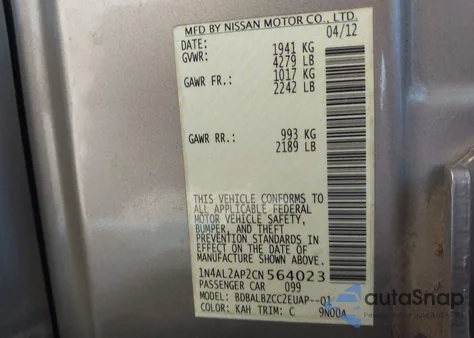 MFD BY NISSAN MOTOR CO., LTD.
DATE: 04/12
GVWR: 1941 KG
4279 LB
GAWR FR: 1017 KG
2242 LB
GAWR RR.: 993 KG
2189 LB
THIS VEHICLE CONFORMS TO
ALL APPLICABLE FEDERAL
MOTOR VEHICLE SAFETY,
BUMPER, AND THEFT
PREVENTION STANDARDS IN
EFFECT ON THE DATE OF
MANUFACTURE SHOWN ABOVE.
1N4AL2AP2CN564023
PASSENGER CAR 099
MODEL: BDBALBZCC2EUAP--01
COLOR: KAH TRIM: C 9N00A
autoSnap